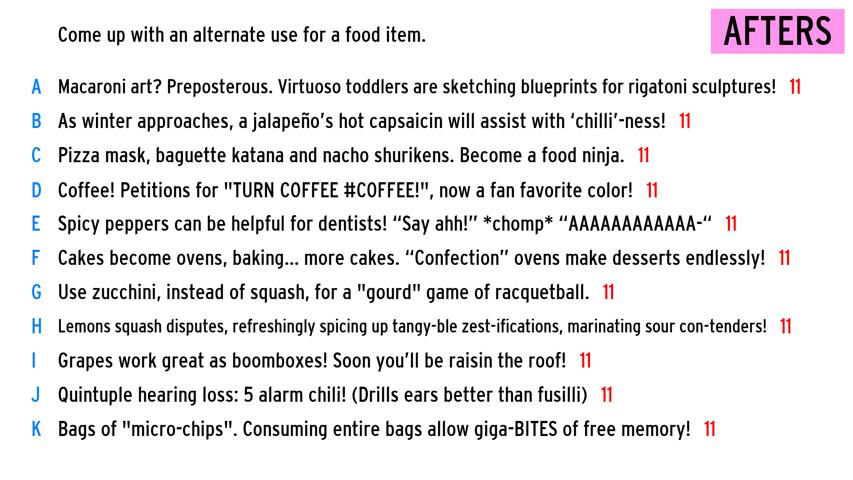 Come up with an alternate use for a food item.
AFTERS
A Macaroni art? Preposterous. Virtuoso toddlers are sketching blueprints for rigatoni sculptures! 11
B As winter approaches, a jalapeño's hot capsaicin will assist with ‘chilli’-ness! 11
C Pizza mask, baguette katana and nacho shurikens. Become a food ninja. 11
D Coffee! Petitions for "TURN COFFEE #COFFEE!", now a fan favorite color! 11
E Spicy peppers can be helpful for dentists! “Say ahh!” *chomp* “AAAAAAAAAAAA-“ 11
F Cakes become ovens, baking... more cakes. “Confection” ovens make desserts endlessly! 11
G Use zucchini, instead of squash, for a "gourd" game of racquetball. 11
H Lemons squash disputes, refreshingly spicing up tangy-ble zest-ifications, marinating sour con-tenders! 11
I Grapes work great as boomboxes! Soon you’ll be raisin the roof! 11
J Quintuple hearing loss: 5 alarm chili! (Drills ears better than fusilli) 11
K Bags of "micro-chips". Consuming entire bags allow giga-BITES of free memory! 11